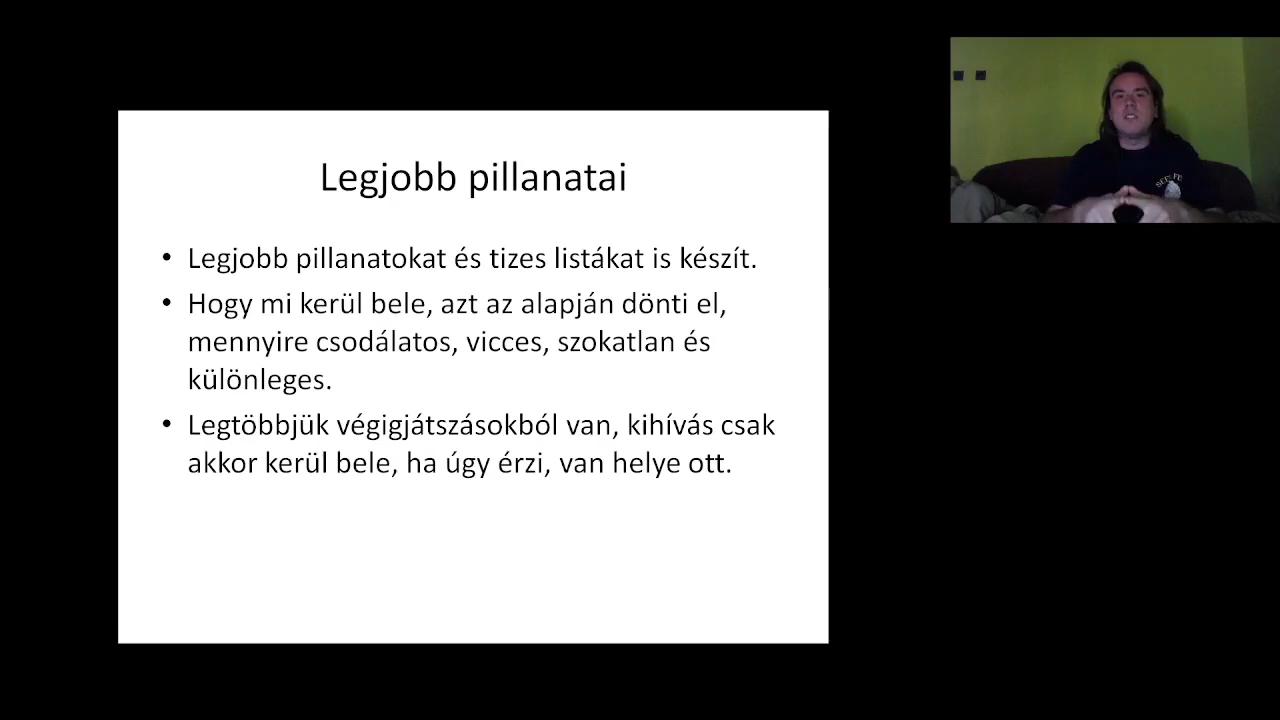 Legjobb pillanatai
• Legjobb pillanatokat és tizes listákat is készít.
• Hogy mi kerül bele, azt az alapján dönti el,
mennyire csodálatos, vicces, szokatlan és
különleges.
• Legtöbbjük végigjátszásokból van, kihívás csak
akkor kerül bele, ha úgy érzi, van helye ott.